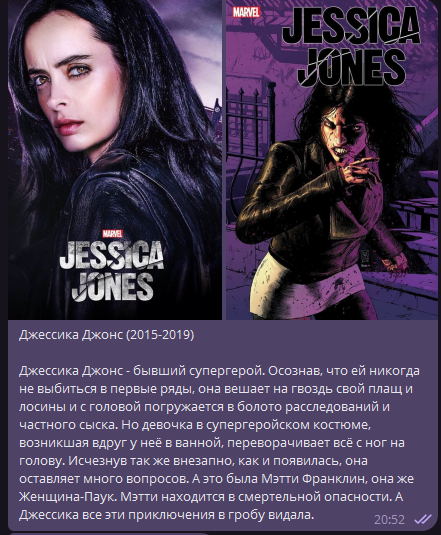 MARVEL
JESSICA
JONES
MARVEL
JESSICA
JONES
Джессика Джонс (2015-2019)
Джессика Джонс - бывший супергерой. Осознав, что ей никогда
не выбиться в первые ряды, она вешает на гвоздь свой плащ и
лосины и с головой погружается в болото расследований и
частного сыска. Но девочка в супергеройском костюме,
возникшая вдруг у неё в ванной, переворачивает всё с ног на
голову. Исчезнув так же внезапно, как и появилась, она
оставляет много вопросов. А это была Мэтти Франклин, она же
Женщина-Паук. Мэтти находится в смертельной опасности. А
Джессика все эти приключения в гробу видала.
20:52